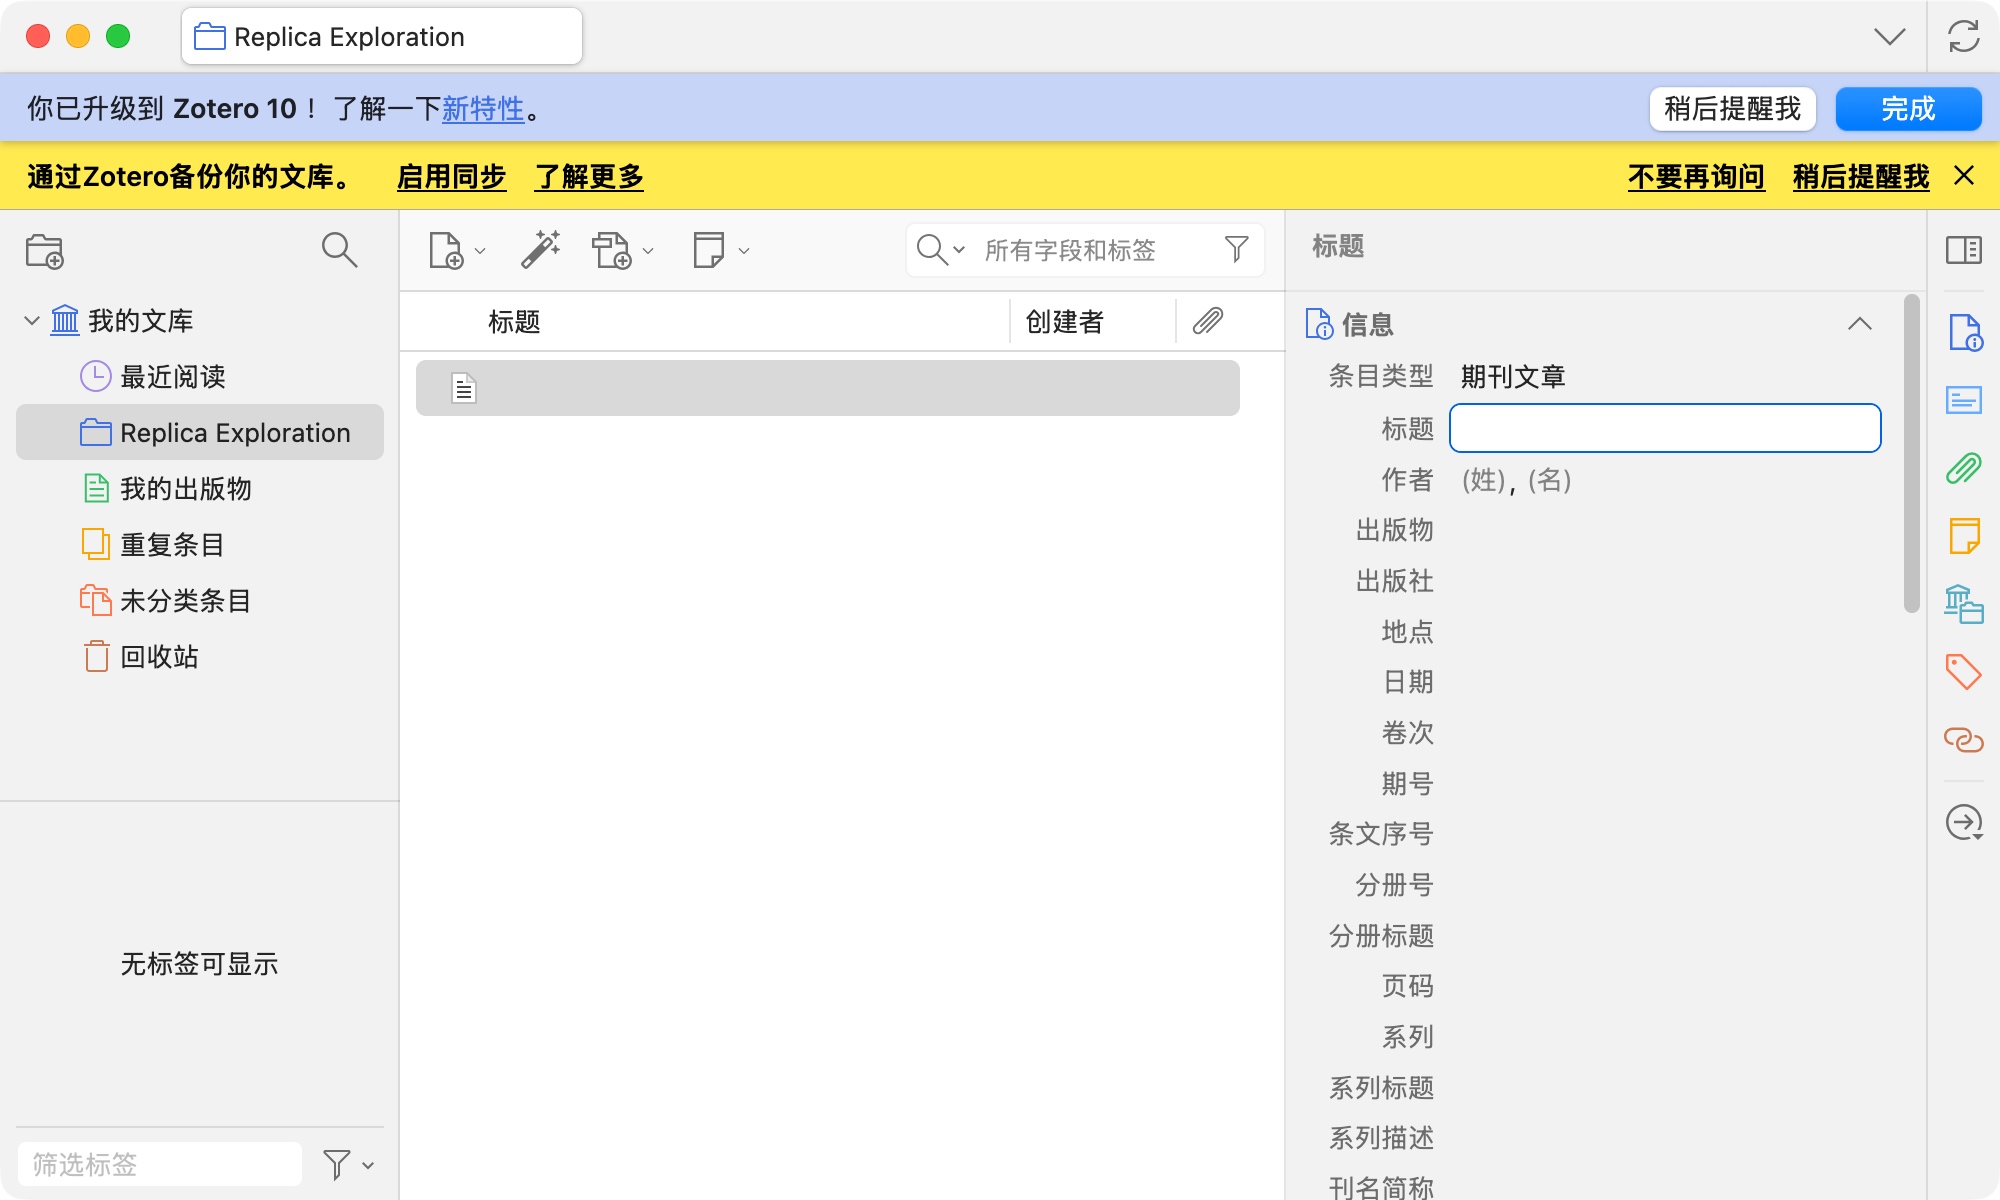 Replica Exploration
你已升级到 Zotero 10！ 了解一下新特性。
稍后提醒我
完成
通过Zotero备份你的文库。 启用同步 了解更多
不要再询问 稍后提醒我
所有字段和标签
标题
我的文库
最近阅读
Replica Exploration
我的出版物
重复条目
未分类条目
回收站
无标签可显示
筛选标签
标题 创建者
信息
条目类型 期刊文章
标题
作者 (姓), (名)
出版物
出版社
地点
日期
卷次
期号
条文序号
分册号
分册标题
页码
系列
系列标题
系列描述
刊名简称